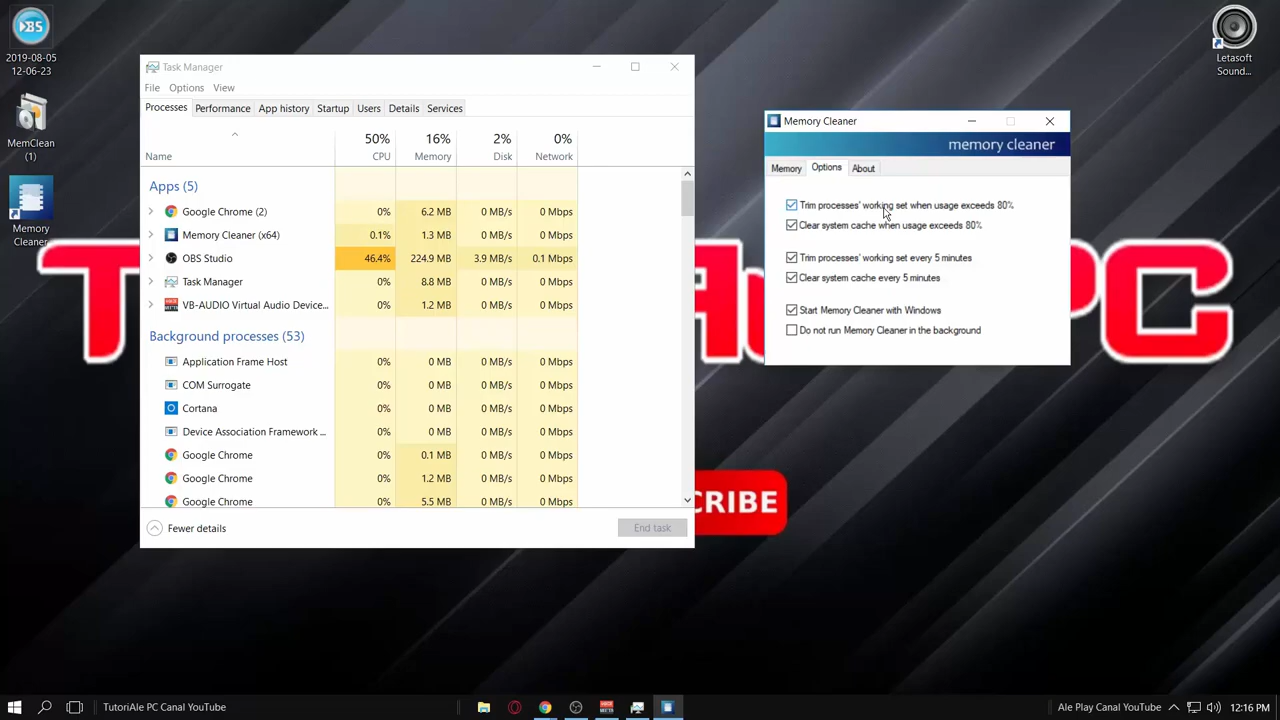 2019-08-05
12-06-23
MemClean
(1)
Memory
Cleaner
Letasoft
Sound...
Task Manager
File Options View
Processes Performance App history Startup Users Details Services
50% 16% 2% 0%
Name CPU Memory Disk Network
Apps (5)
Google Chrome (2) 0% 6.2 MB 0 MB/s 0 Mbps
Memory Cleaner (x64) 0.1% 1.3 MB 0 MB/s 0 Mbps
OBS Studio 46.4% 224.9 MB 3.9 MB/s 0.1 Mbps
Task Manager 0% 8.8 MB 0 MB/s 0 Mbps
VB-AUDIO Virtual Audio Device... 0% 1.2 MB 0 MB/s 0 Mbps
Background processes (53)
Application Frame Host 0% 0 MB 0 MB/s 0 Mbps
COM Surrogate 0% 0 MB 0 MB/s 0 Mbps
Cortana 0% 0 MB 0 MB/s 0 Mbps
Device Association Framework ... 0% 0 MB 0 MB/s 0 Mbps
Google Chrome 0% 0.1 MB 0 MB/s 0 Mbps
Google Chrome 0% 1.2 MB 0 MB/s 0 Mbps
Google Chrome 0% 5.5 MB 0 MB/s 0 Mbps
Fewer details End task
Memory Cleaner
memory cleaner
Memory Options About
Trim processes' working set when usage exceeds 80%
Clear system cache when usage exceeds 80%
Trim processes' working set every 5 minutes
Clear system cache every 5 minutes
Start Memory Cleaner with Windows
Do not run Memory Cleaner in the background
PC
CRIBE
TutoriAle PC Canal YouTube
Ale Play Canal YouTube 12:16 PM